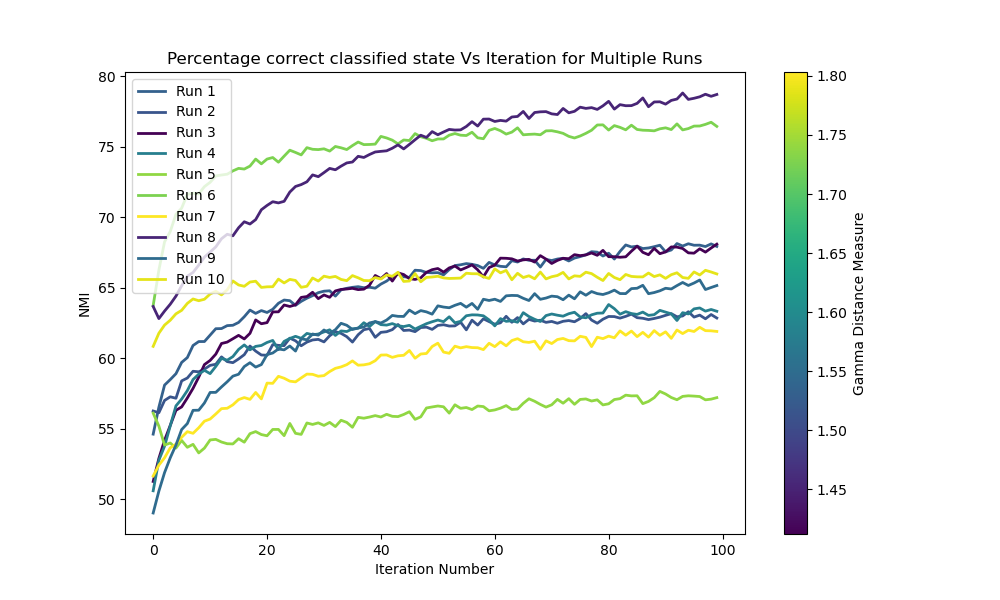 Percentage correct classified state Vs Iteration for Multiple Runs
80
75
70
65
60
55
50
NMI
Run 1
Run 2
Run 3
Run 4
Run 5
Run 6
Run 7
Run 8
Run 9
Run 10
0 20 40 60 80 100
Iteration Number
1.80
1.75
1.70
1.65
1.60
1.55
1.50
1.45
Gamma Distance Measure